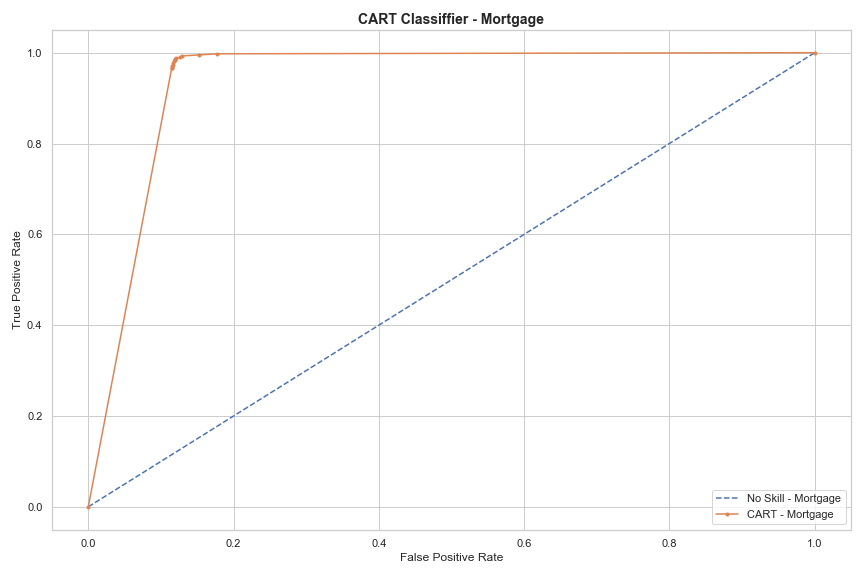 CART Classiffier - Mortgage
True Positive Rate
1.0
0.8
0.6
0.4
0.2
0.0
0.0 0.2 0.4 0.6 0.8 1.0
False Positive Rate
No Skill - Mortgage
CART - Mortgage